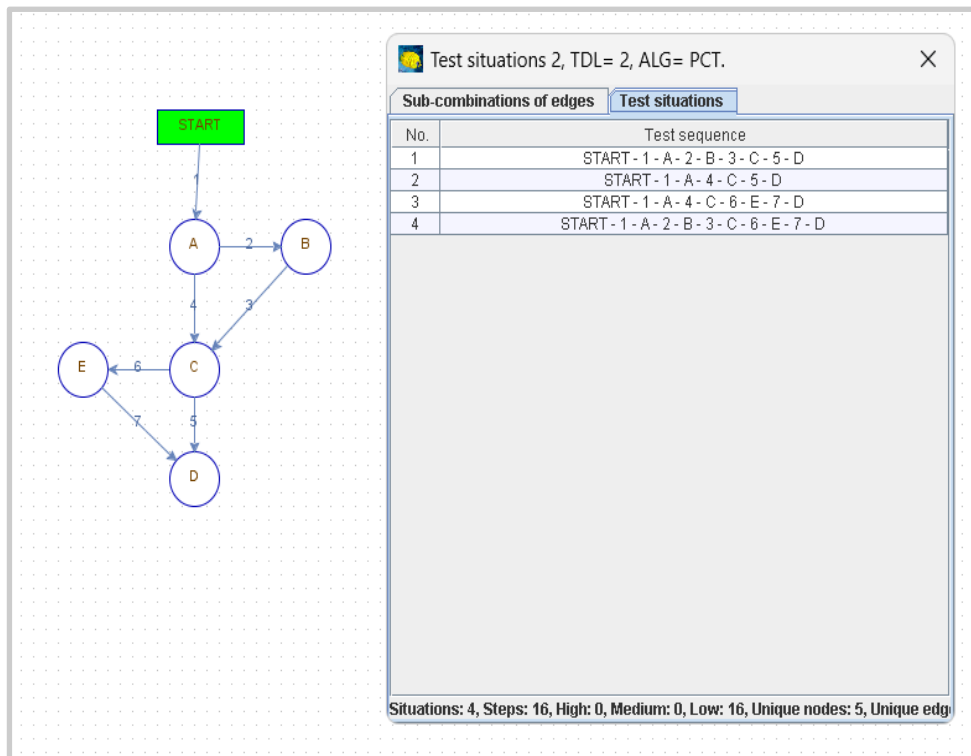 START
1
A
2
B
4
3
E
6
C
7
5
D
Test situations 2, TDL= 2, ALG= PCT.
Sub-combinations of edges
Test situations
No. Test sequence
1 START - 1 - A - 2 - B - 3 - C - 5 - D
2 START - 1 - A - 4 - C - 5 - D
3 START - 1 - A - 4 - C - 6 - E - 7 - D
4 START - 1 - A - 2 - B - 3 - C - 6 - E - 7 - D
Situations: 4, Steps: 16, High: 0, Medium: 0, Low: 16, Unique nodes: 5, Unique edg